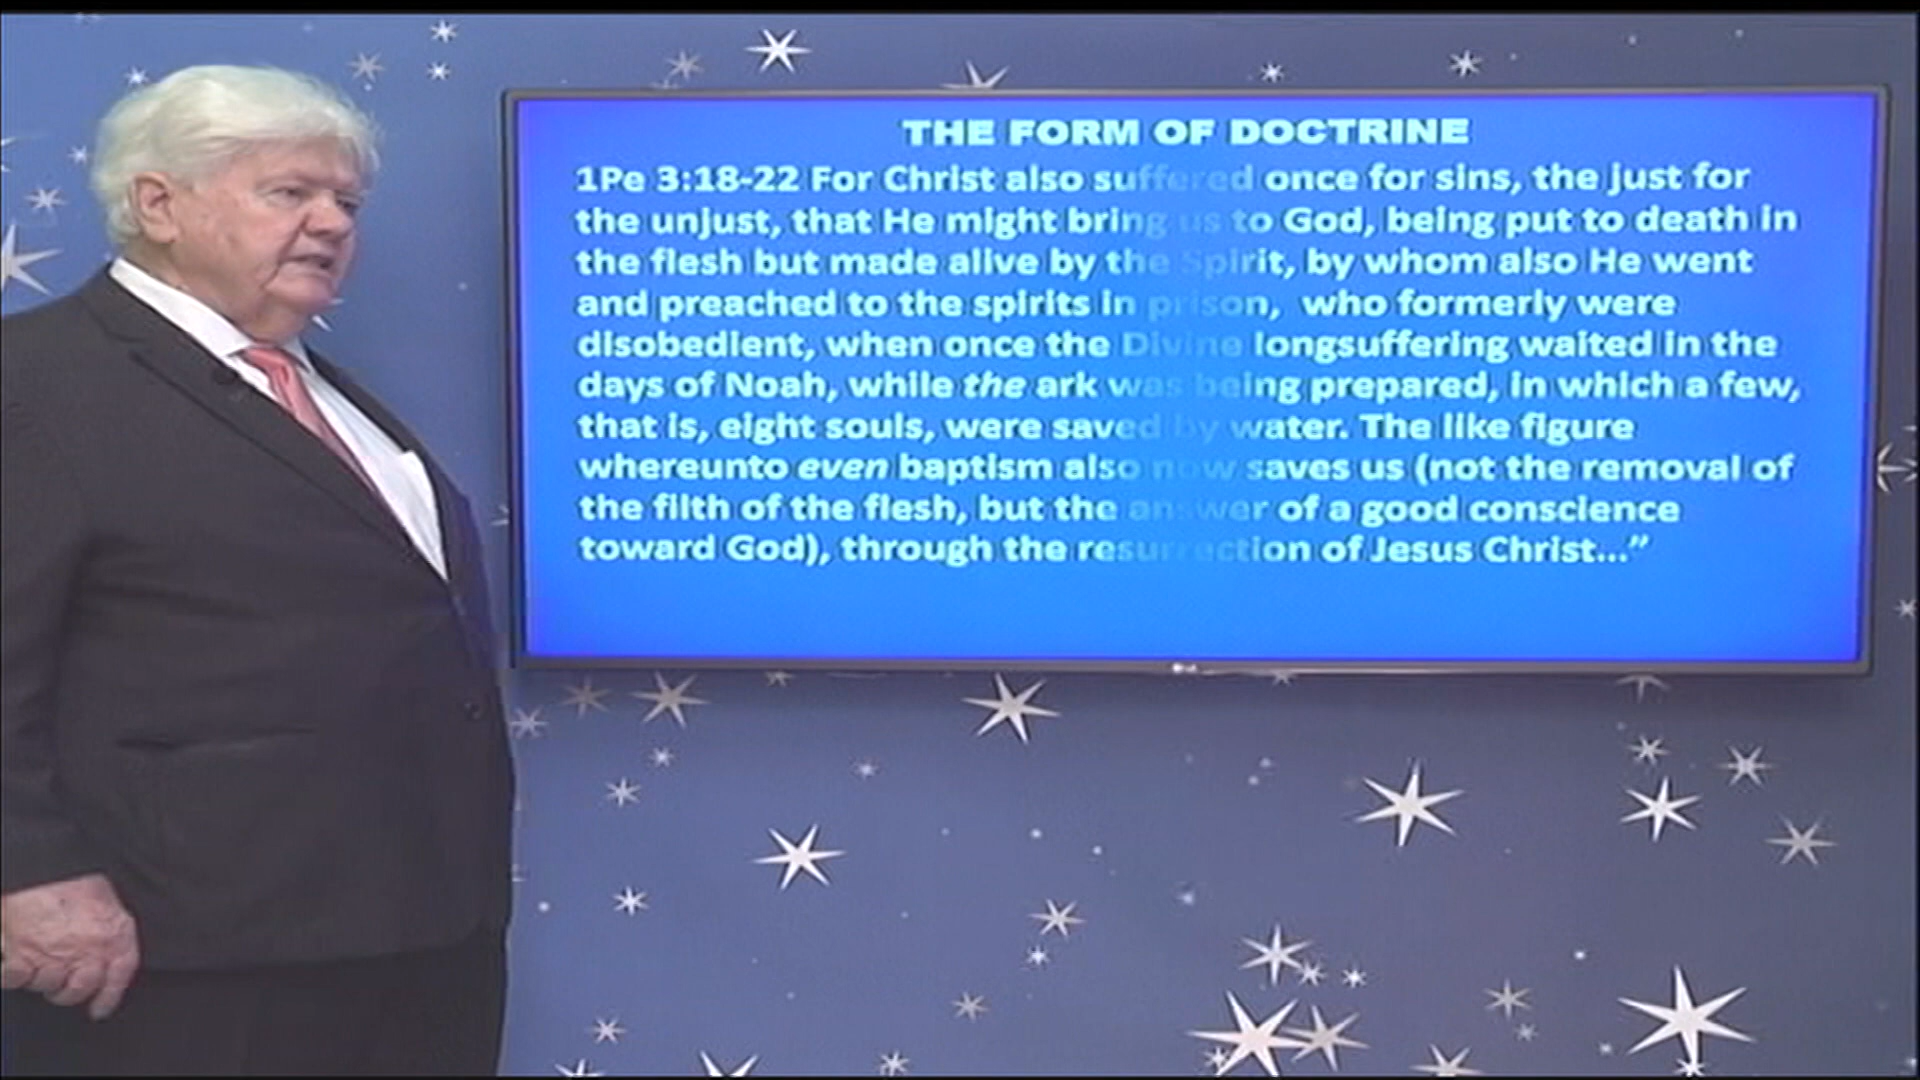 THE FORM OF DOCTRINE
1Pe 3:18-22 For Christ also suffered once for sins, the just for
the unjust, that He might bring us to God, being put to death in
the flesh but made alive by the Spirit, by whom also He went
and preached to the spirits in prison, who formerly were
disobedient, when once the Divine longsuffering waited in the
days of Noah, while the ark was being prepared, in which a few,
that is, eight souls, were saved by water. The like figure
whereunto even baptism also now saves us (not the removal of
the filth of the flesh, but the answer of a good conscience
toward God), through the resurrection of Jesus Christ...”